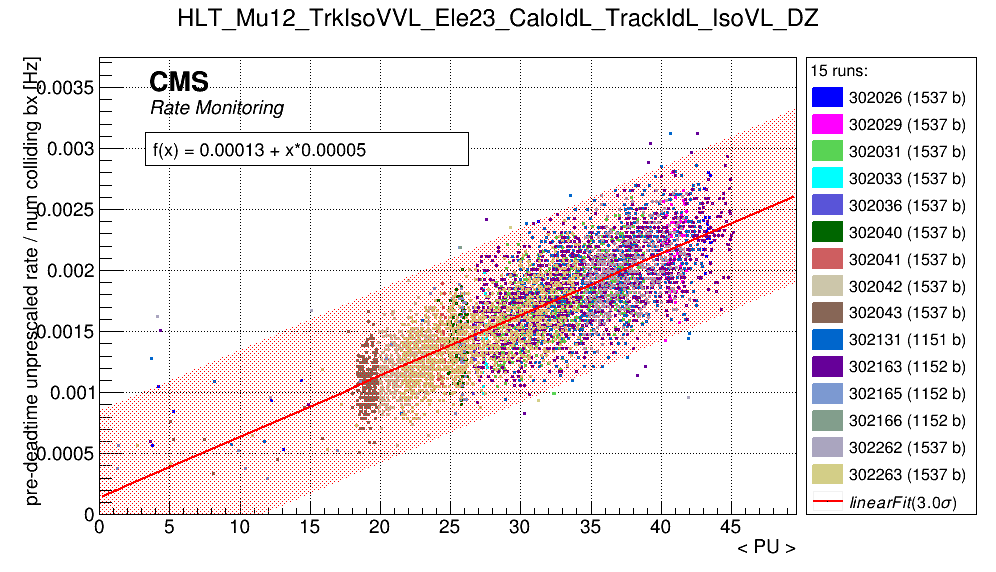 HLT_Mu12_TrkIsoVVL_Ele23_CaloIdL_TrackIdL_IsoVL_DZ
pre-deadtime unprescaled rate / num colliding bx [Hz]
CMS
Rate Monitoring
f(x) = 0.00013 + x*0.00005
0.0035
0.003
0.0025
0.002
0.0015
0.001
0.0005
0
0 5 10 15 20 25 30 35 40 45
< PU >
15 runs:
302026 (1537 b)
302029 (1537 b)
302031 (1537 b)
302033 (1537 b)
302036 (1537 b)
302040 (1537 b)
302041 (1537 b)
302042 (1537 b)
302043 (1537 b)
302131 (1151 b)
302163 (1152 b)
302165 (1152 b)
302166 (1152 b)
302262 (1537 b)
302263 (1537 b)
linearFit(3.0σ)